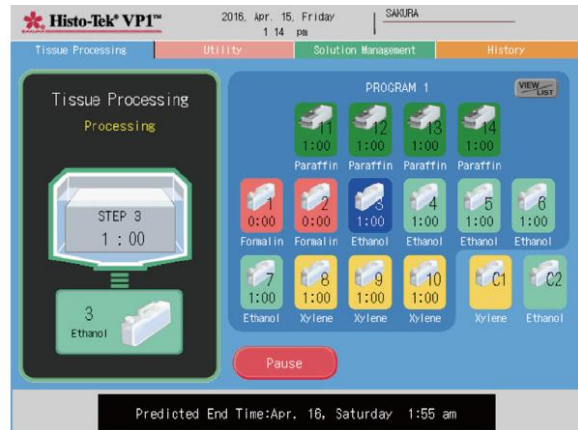 Histo-Tek® VP1™
2016, Apr. 15, Friday
1 14 pm
SAKURA
SAKURA
Tissue Processing
Utility
Solution Management
History
Tissue Processing
Processing
STEP 3
1 : 00
3
Ethanol
PROGRAM 1
VIEW LIST
11 12 13 14
1:00 1:00 1:00 1:00
Paraffin Paraffin Paraffin Paraffin
1 2 3 4 5 6
0:00 0:00 1:00 1:00 1:00 1:00
Formalin Formalin Ethanol Ethanol Ethanol Ethanol
7 8 9 10 C1 C2
1:00 1:00 1:00 1:00
Ethanol Xylene Xylene Xylene Xylene Ethanol
Pause
Predicted End Time:Apr. 16, Saturday 1:55 am